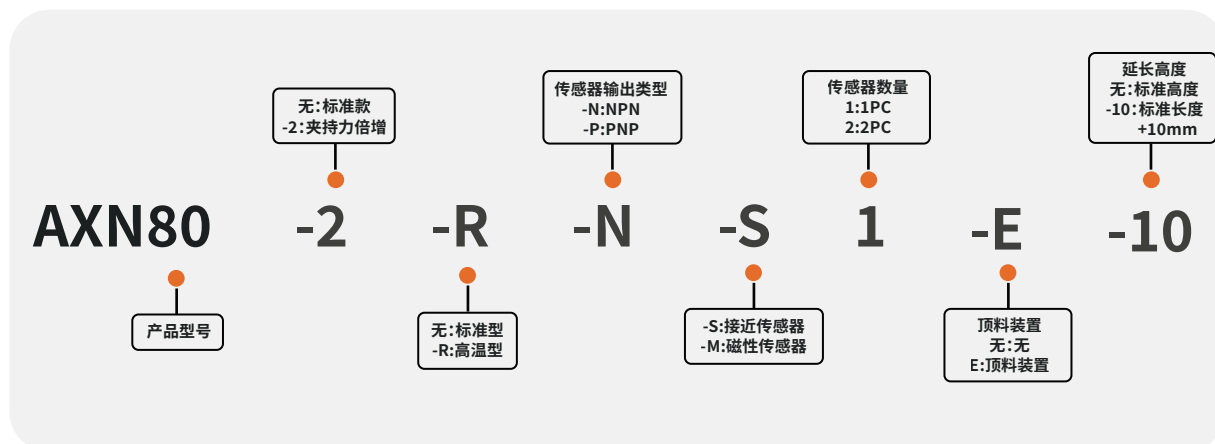 无:标准款
-2:夹持力倍增
传感器输出类型
-N:NPN
-P:PNP
传感器数量
1:1PC
2:2PC
延长高度
无:标准高度
-10:标准长度
+10mm
AXN80 -2 -R -N -S 1 -E -10
产品型号
无:标准型
-R:高温型
-S:接近传感器
-M:磁性传感器
顶料装置
无:无
E:顶料装置